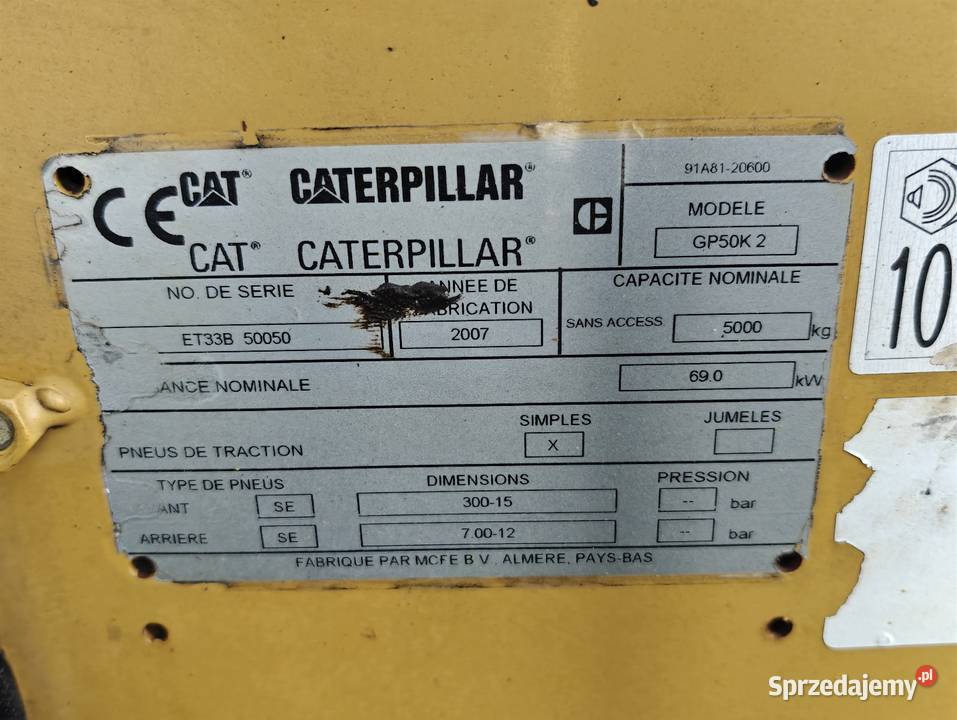 CE CAT® CATERPILLAR®
CAT® CATERPILLAR®
91A81-20600
MODELE
GP50K 2
NO. DE SERIE
ET33B 50050
NNEE DE
BRICATION
2007
CAPACITE NOMINALE
SANS ACCESS 5000 kg
ANCE NOMINALE 69.0 kW
SIMPLES JUMELES
PNEUS DE TRACTION X
TYPE DE PNEUS DIMENSIONS PRESSION
ANT SE 300-15 -- bar
ARRIERE SE 7.00-12 -- bar
FABRIQUE PAR MCFE B.V. ALMERE, PAYS-BAS
10
Sprzedajemy.pl